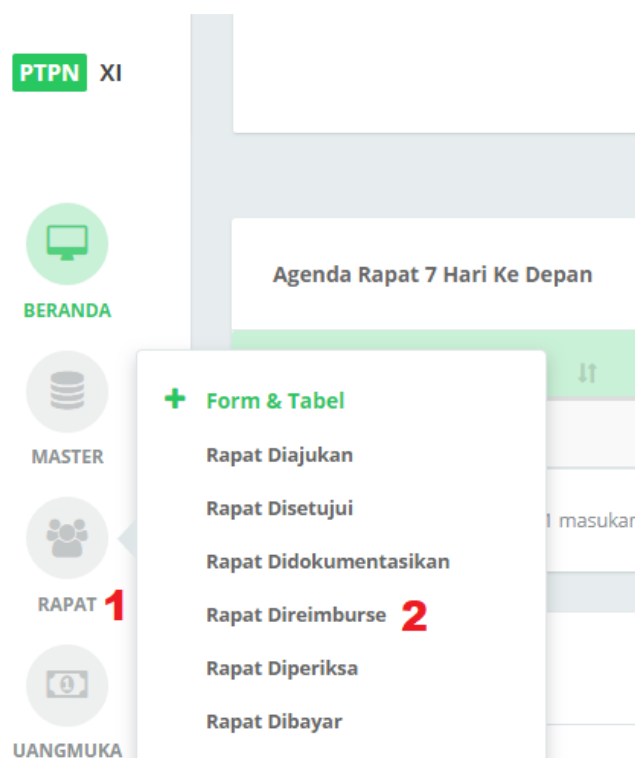 PTPN XI
BERANDA
MASTER
RAPAT 1
UANGMUKA
Agenda Rapat 7 Hari Ke Depan
+ Form & Tabel
Rapat Diajukan
Rapat Disetujui
Rapat Didokumentasikan
Rapat Direimburse 2
Rapat Diperiksa
Rapat Dibayar